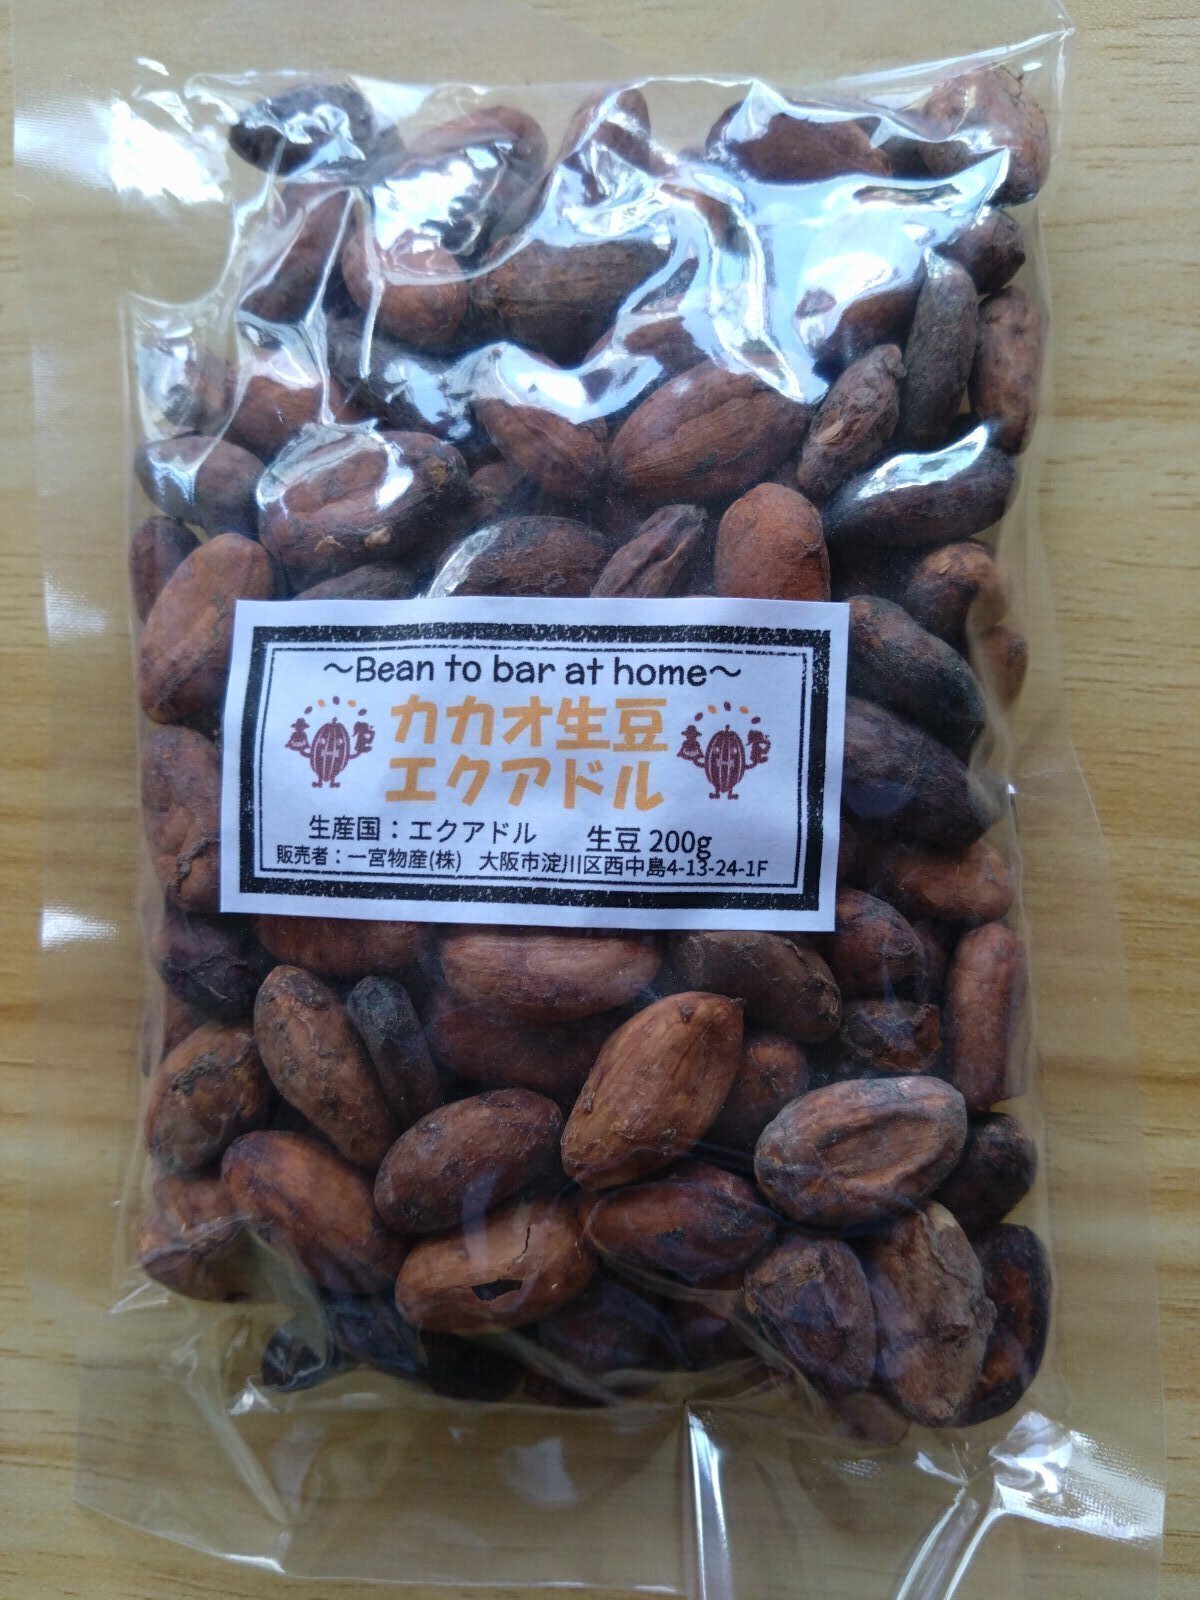 ～Bean to bar at home～
カカオ生豆
エクアドル
生産国：エクアドル　　生豆 200g
販売者：一宮物産(株)　大阪市淀川区西中島4-13-24-1F